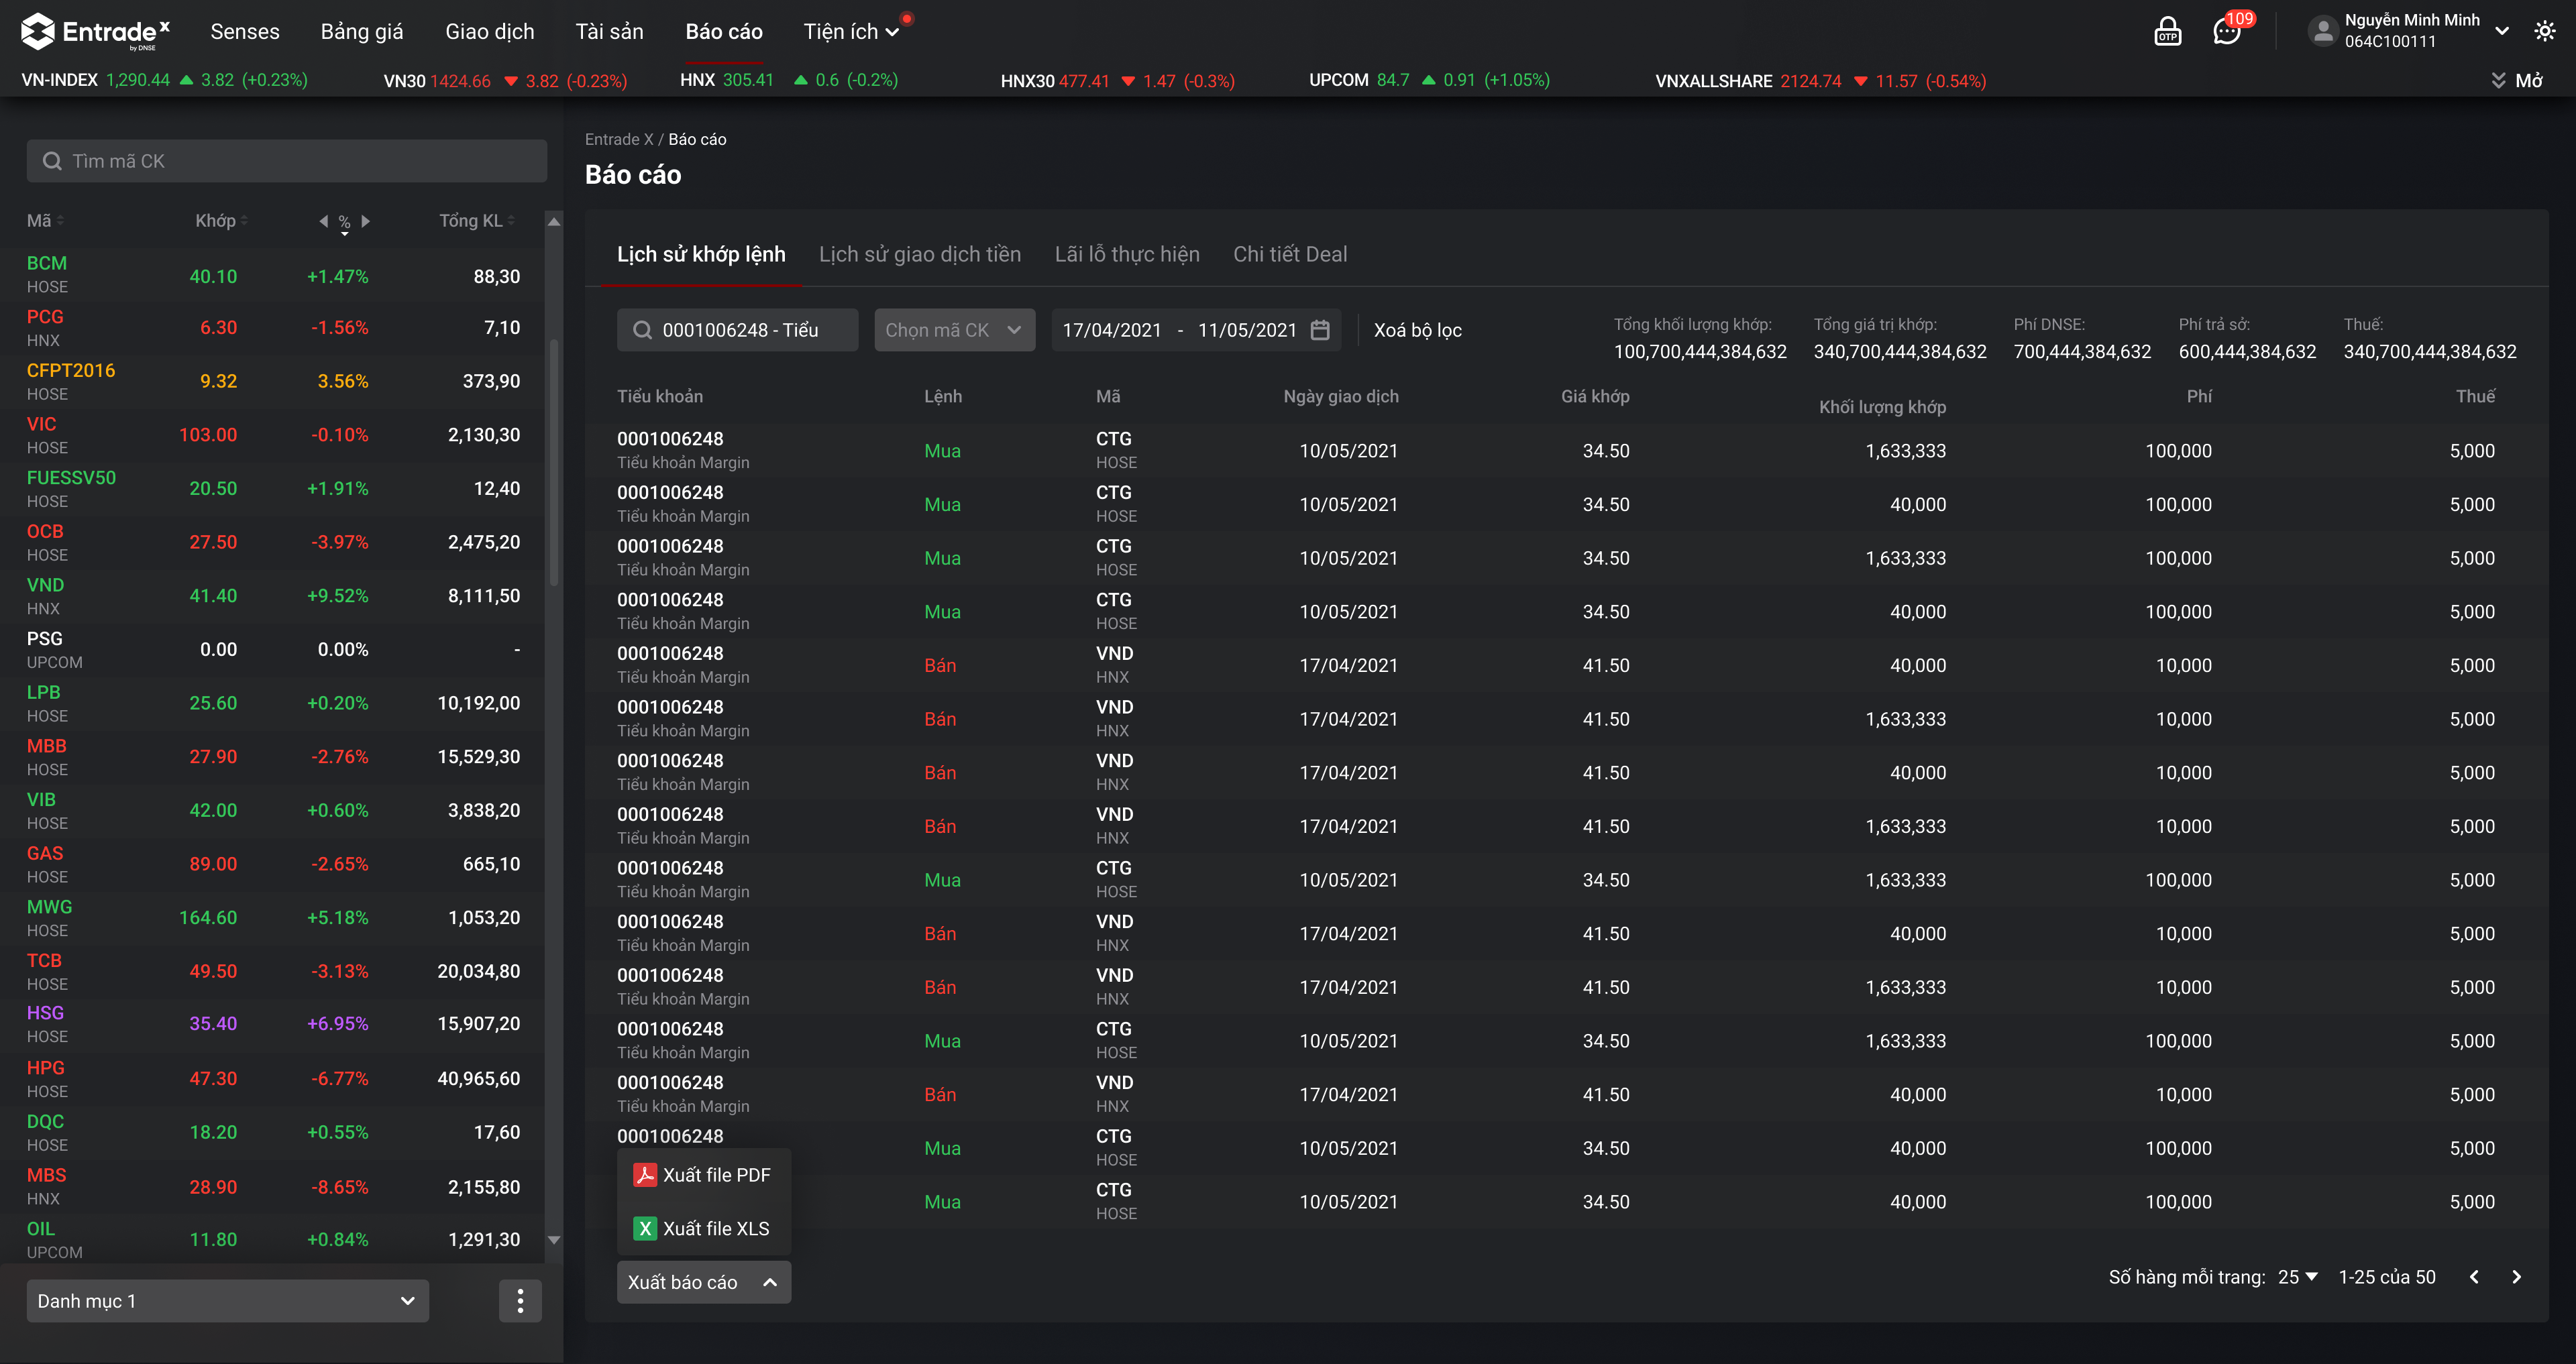 Entrade X by DNSE Senses Bảng giá Giao dịch Tài sản Báo cáo Tiện ích OTP 109 Nguyễn Minh Minh
064C100111
VN-INDEX 1,290.44 3.82 (+0.23%) VN30 1424.66 3.82 (-0.23%) HNX 305.41 0.6 (-0.2%) HNX30 477.41 1.47 (-0.3%) UPCOM 84.7 0.91 (+1.05%) VNXALLSHARE 2124.74 11.57 (-0.54%) Mở
Tìm mã CK
Mã Khớp % Tổng KL
BCM 40.10 +1.47% 88,30
HOSE
PCG 6.30 -1.56% 7,10
HNX
CFPT2016 9.32 3.56% 373,90
HOSE
VIC 103.00 -0.10% 2,130,30
HOSE
FUESSV50 20.50 +1.91% 12,40
HOSE
OCB 27.50 -3.97% 2,475,20
HOSE
VND 41.40 +9.52% 8,111,50
HNX
PSG 0.00 0.00% -
UPCOM
LPB 25.60 +0.20% 10,192,00
HOSE
MBB 27.90 -2.76% 15,529,30
HOSE
VIB 42.00 +0.60% 3,838,20
HOSE
GAS 89.00 -2.65% 665,10
HOSE
MWG 164.60 +5.18% 1,053,20
HOSE
TCB 49.50 -3.13% 20,034,80
HOSE
HSG 35.40 +6.95% 15,907,20
HOSE
HPG 47.30 -6.77% 40,965,60
HOSE
DQC 18.20 +0.55% 17,60
HOSE
MBS 28.90 -8.65% 2,155,80
HNX
OIL 11.80 +0.84% 1,291,30
UPCOM
Danh mục 1
Entrade X / Báo cáo
Báo cáo
Lịch sử khớp lệnh Lịch sử giao dịch tiền Lãi lỗ thực hiện Chi tiết Deal
0001006248 - Tiểu Chọn mã CK 17/04/2021 - 11/05/2021 Xoá bộ lọc
Tổng khối lượng khớp: Tổng giá trị khớp: Phí DNSE: Phí trả sở: Thuế:
100,700,444,384,632 340,700,444,384,632 700,444,384,632 600,444,384,632 340,700,444,384,632
Tiểu khoản Lệnh Mã Ngày giao dịch Giá khớp Khối lượng khớp Phí Thuế
0001006248 Mua CTG 10/05/2021 34.50 1,633,333 100,000 5,000
Tiểu khoản Margin HOSE
0001006248 Mua CTG 10/05/2021 34.50 40,000 100,000 5,000
Tiểu khoản Margin HOSE
0001006248 Mua CTG 10/05/2021 34.50 1,633,333 100,000 5,000
Tiểu khoản Margin HOSE
0001006248 Mua CTG 10/05/2021 34.50 40,000 100,000 5,000
Tiểu khoản Margin HOSE
0001006248 Bán VND 17/04/2021 41.50 40,000 10,000 5,000
Tiểu khoản Margin HNX
0001006248 Bán VND 17/04/2021 41.50 1,633,333 10,000 5,000
Tiểu khoản Margin HNX
0001006248 Bán VND 17/04/2021 41.50 40,000 10,000 5,000
Tiểu khoản Margin HNX
0001006248 Bán VND 17/04/2021 41.50 1,633,333 10,000 5,000
Tiểu khoản Margin HNX
0001006248 Mua CTG 10/05/2021 34.50 1,633,333 100,000 5,000
Tiểu khoản Margin HOSE
0001006248 Bán VND 17/04/2021 41.50 40,000 10,000 5,000
Tiểu khoản Margin HNX
0001006248 Bán VND 17/04/2021 41.50 1,633,333 10,000 5,000
Tiểu khoản Margin HNX
0001006248 Mua CTG 10/05/2021 34.50 1,633,333 100,000 5,000
Tiểu khoản Margin HOSE
0001006248 Bán VND 17/04/2021 41.50 40,000 10,000 5,000
Tiểu khoản Margin HNX
0001006248 Mua CTG 10/05/2021 34.50 40,000 100,000 5,000
HOSE
Mua CTG 10/05/2021 34.50 40,000 100,000 5,000
HOSE
Xuất file PDF
X Xuất file XLS
Xuất báo cáo
Số hàng mỗi trang: 25 1-25 của 50